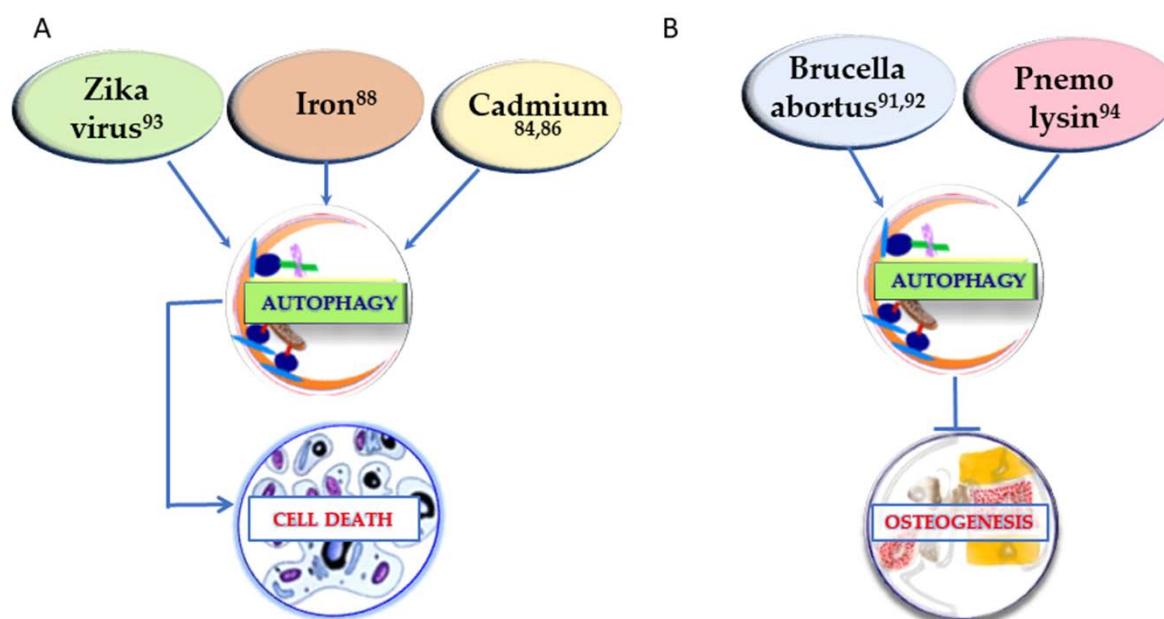 A
B
Zika
virus93
Iron88
Cadmium
84,86
Brucella
abortus91,92
Pnemo
lysin94
AUTOPHAGY
AUTOPHAGY
CELL DEATH
OSTEOGENESIS